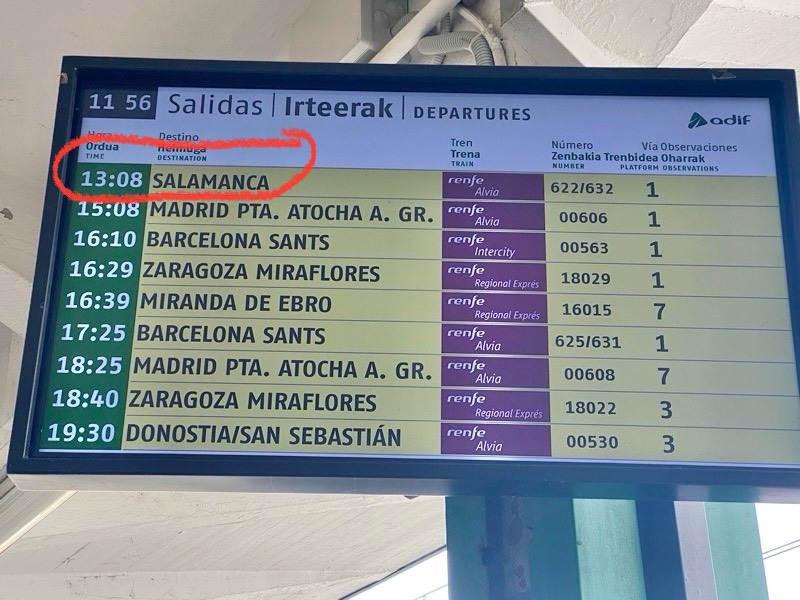 11 56 Salidas | Irteerak | DEPARTURES
adif
Hora Destino Tren Número Vía Observaciones
Ordua Helmuga Trena Zenbakia Trenbidea Oharrak
TIME DESTINATION TRAIN NUMBER PLATFORM OBSERVATIONS
13:08 SALAMANCA renfe Alvia 622/632 1
15:08 MADRID PTA. ATOCHA A. GR. renfe Alvia 00606 1
16:10 BARCELONA SANTS renfe Intercity 00563 1
16:29 ZARAGOZA MIRAFLORES renfe Regional Exprés 18029 1
16:39 MIRANDA DE EBRO renfe Regional Exprés 16015 7
17:25 BARCELONA SANTS renfe Alvia 625/631 1
18:25 MADRID PTA. ATOCHA A. GR. renfe Alvia 00608 7
18:40 ZARAGOZA MIRAFLORES renfe Regional Exprés 18022 3
19:30 DONOSTIA/SAN SEBASTIÁN renfe Alvia 00530 3